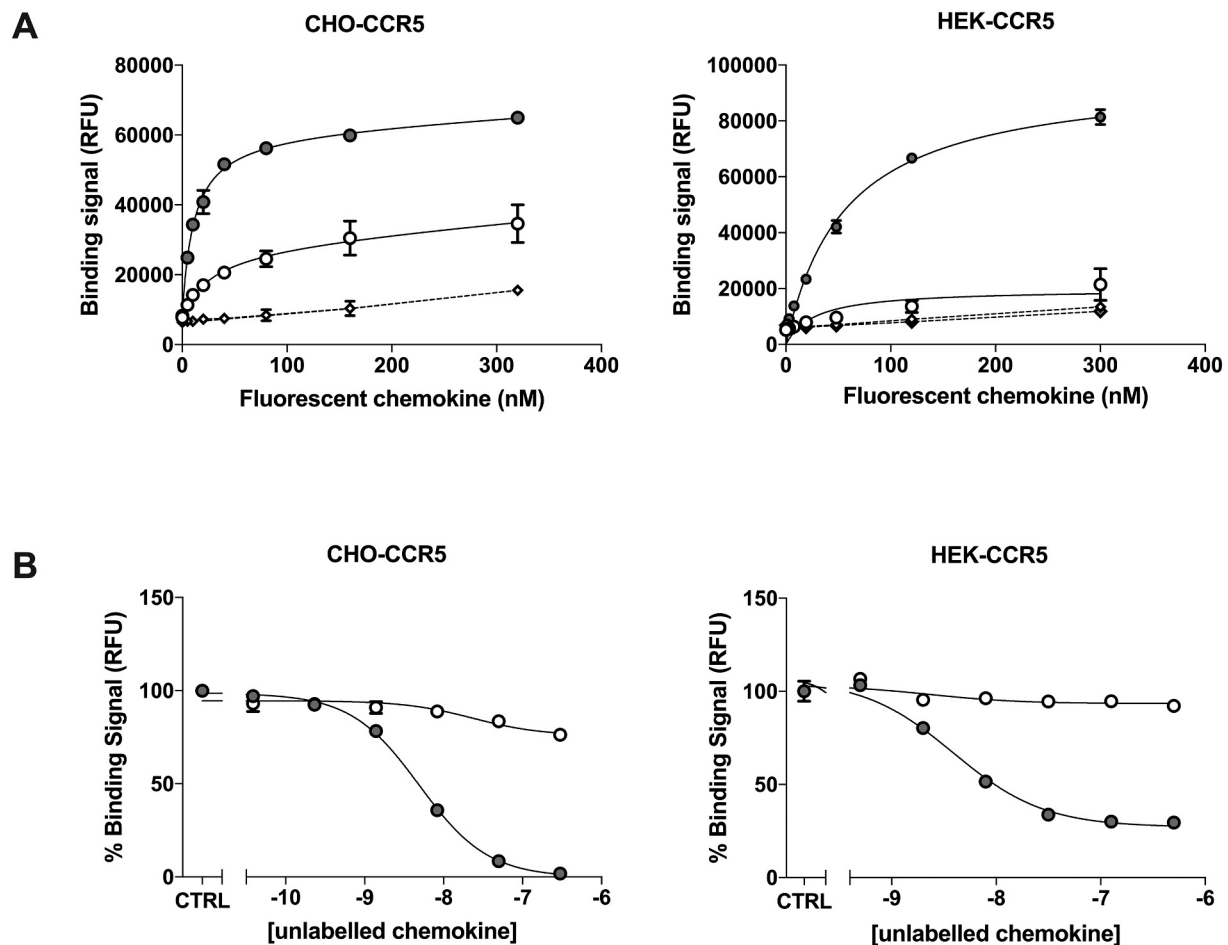 A
CHO-CCR5
HEK-CCR5
Binding signal (RFU)
80000
60000
40000
20000
0
0 100 200 300 400
Fluorescent chemokine (nM)
Binding signal (RFU)
100000
80000
60000
40000
20000
0
0 100 200 300 400
Fluorescent chemokine (nM)
B
CHO-CCR5
HEK-CCR5
% Binding Signal (RFU)
150
100
50
0
CTRL -10 -9 -8 -7 -6
[unlabelled chemokine]
% Binding Signal (RFU)
150
100
50
0
CTRL -9 -8 -7 -6
[unlabelled chemokine]